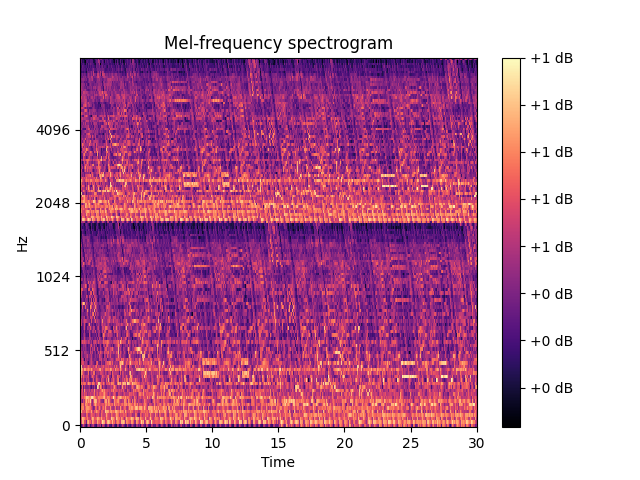 Mel-frequency spectrogram
Hz
4096
2048
1024
512
0
0 5 10 15 20 25 30
Time
+1 dB
+1 dB
+1 dB
+1 dB
+1 dB
+0 dB
+0 dB
+0 dB